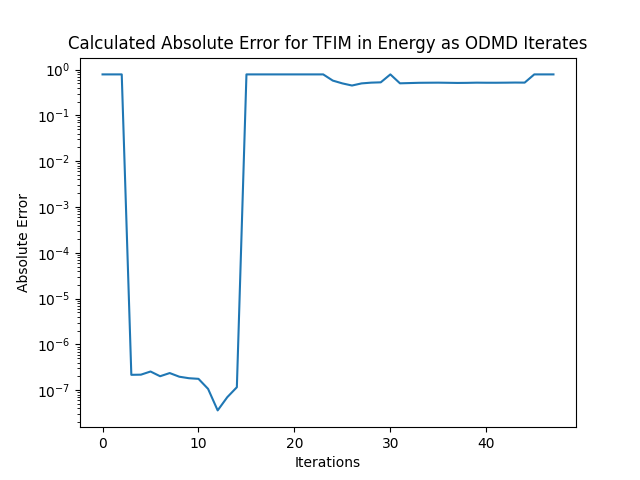 Calculated Absolute Error for TFIM in Energy as ODMD Iterates
10⁰
10⁻¹
10⁻²
10⁻³
10⁻⁴
10⁻⁵
10⁻⁶
10⁻⁷
Absolute Error
0 10 20 30 40
Iterations